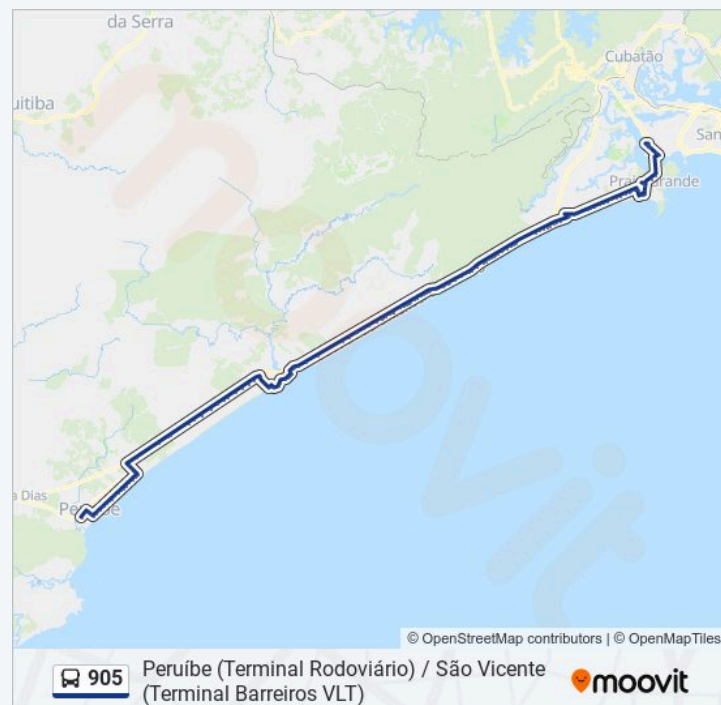 da Serra
Cubatão
uitiba
San
Praia Grande
a Dias
Peruíbe
moovit
© OpenStreetMap contributors | © OpenMapTiles
905
Peruíbe (Terminal Rodoviário) / São Vicente
(Terminal Barreiros VLT)
moovit